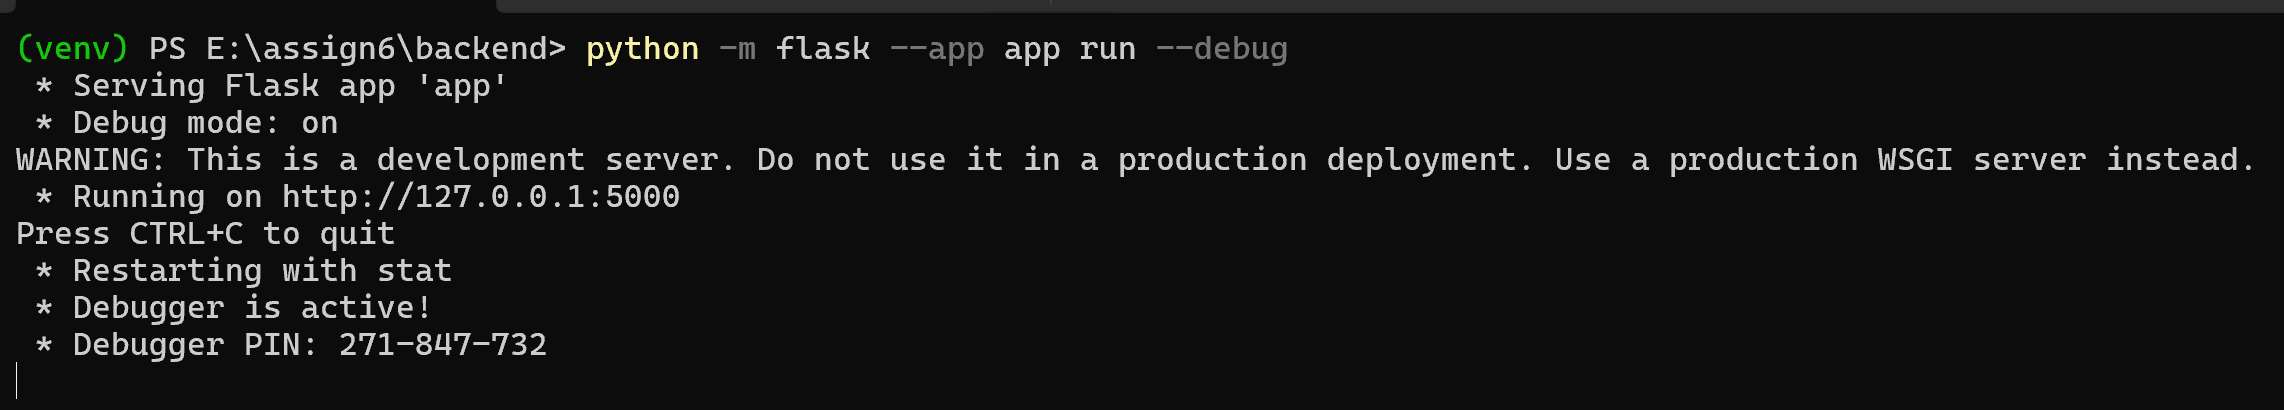 (venv) PS E:\assign6\backend> python -m flask --app app run --debug
 * Serving Flask app 'app'
 * Debug mode: on
WARNING: This is a development server. Do not use it in a production deployment. Use a production WSGI server instead.
 * Running on http://127.0.0.1:5000
Press CTRL+C to quit
 * Restarting with stat
 * Debugger is active!
 * Debugger PIN: 271-847-732